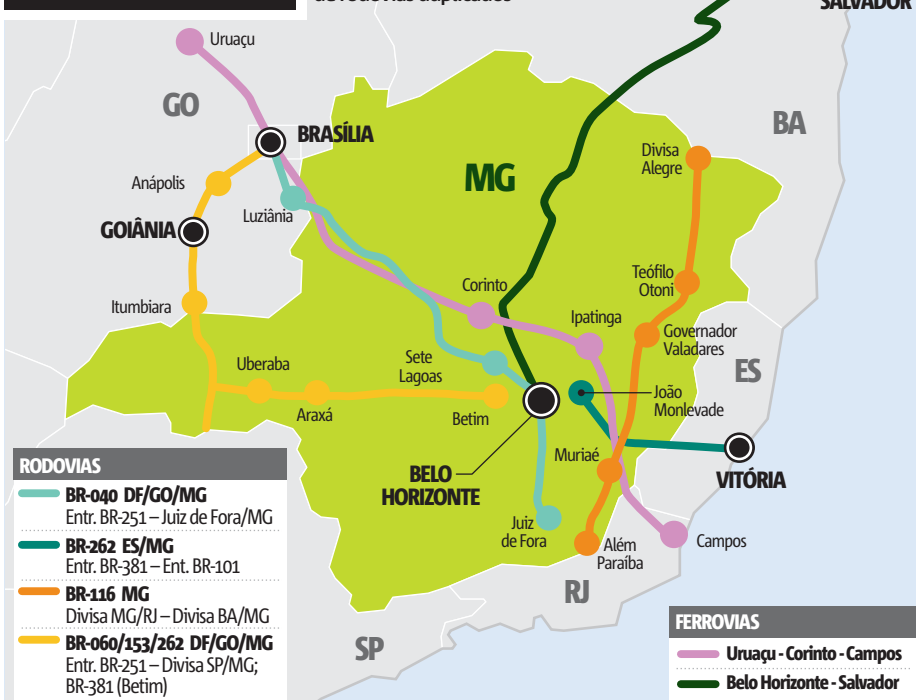 de rodovias duplicadas
SALVADOR
Uruaçu
GO
BA
BRASÍLIA
Divisa
Alegre
MG
Anápolis
Luziânia
GOIÂNIA
Teófilo
Otoni
Corinto
Itumbiara
Ipatinga
Governador
Valadares
Uberaba
Sete
Lagoas
ES
João
Monlevade
Araxá
Betim
Muriaé
BELO
HORIZONTE
VITÓRIA
Juiz
de Fora
Além
Paraíba
Campos
RJ
SP
RODOVIAS
BR-040 DF/GO/MG
Entr. BR-251 – Juiz de Fora/MG
BR-262 ES/MG
Entr. BR-381 – Ent. BR-101
BR-116 MG
Divisa MG/RJ – Divisa BA/MG
BR-060/153/262 DF/GO/MG
Entr. BR-251 – Divisa SP/MG;
BR-381 (Betim)
FERROVIAS
Uruaçu - Corinto - Campos
Belo Horizonte - Salvador